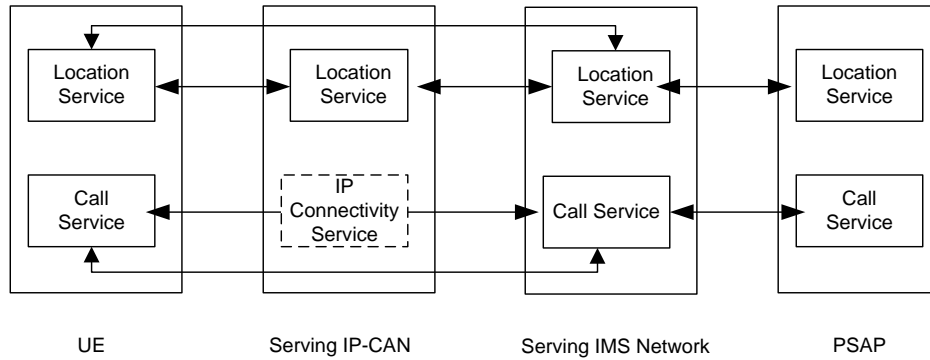 Location
Service
Location
Service
Location
Service
Location
Service
Call
Service
IP
Connectivity
Service
Call Service
Call
Service
UE
Serving IP-CAN
Serving IMS Network
PSAP